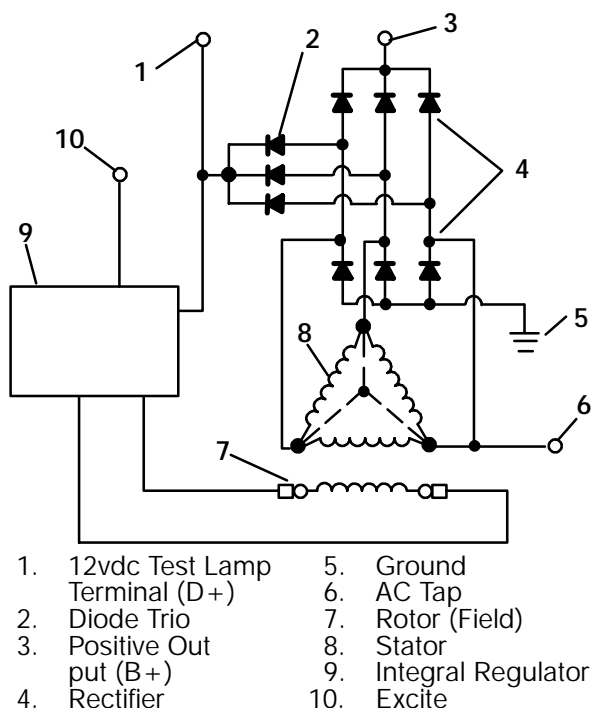 2
3
1
10
4
9
5
8
6
7
1. 12vdc Test Lamp
Terminal (D+)
2. Diode Trio
3. Positive Out
put (B+)
4. Rectifier
5. Ground
6. AC Tap
7. Rotor (Field)
8. Stator
9. Integral Regulator
10. Excite